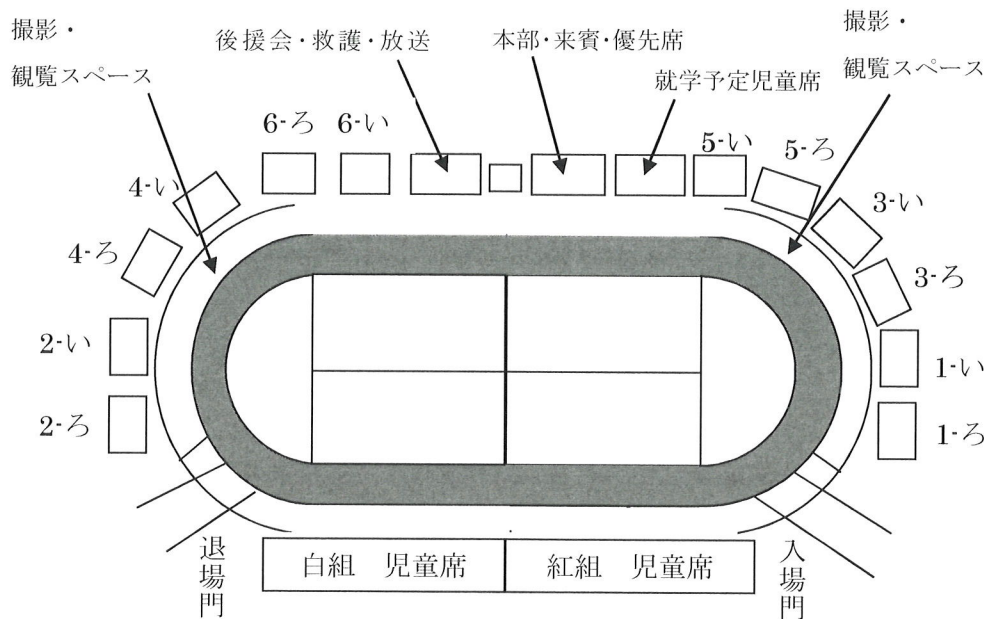 撮影・
観覧スペース
後援会・救護・放送
本部・来賓・優先席
就学予定児童席
撮影・
観覧スペース
6-ろ
6-い
5-い
5-ろ
4-い
3-い
4-ろ
3-ろ
2-い
1-い
2-ろ
1-ろ
退場門
白組　児童席
紅組　児童席
入場門